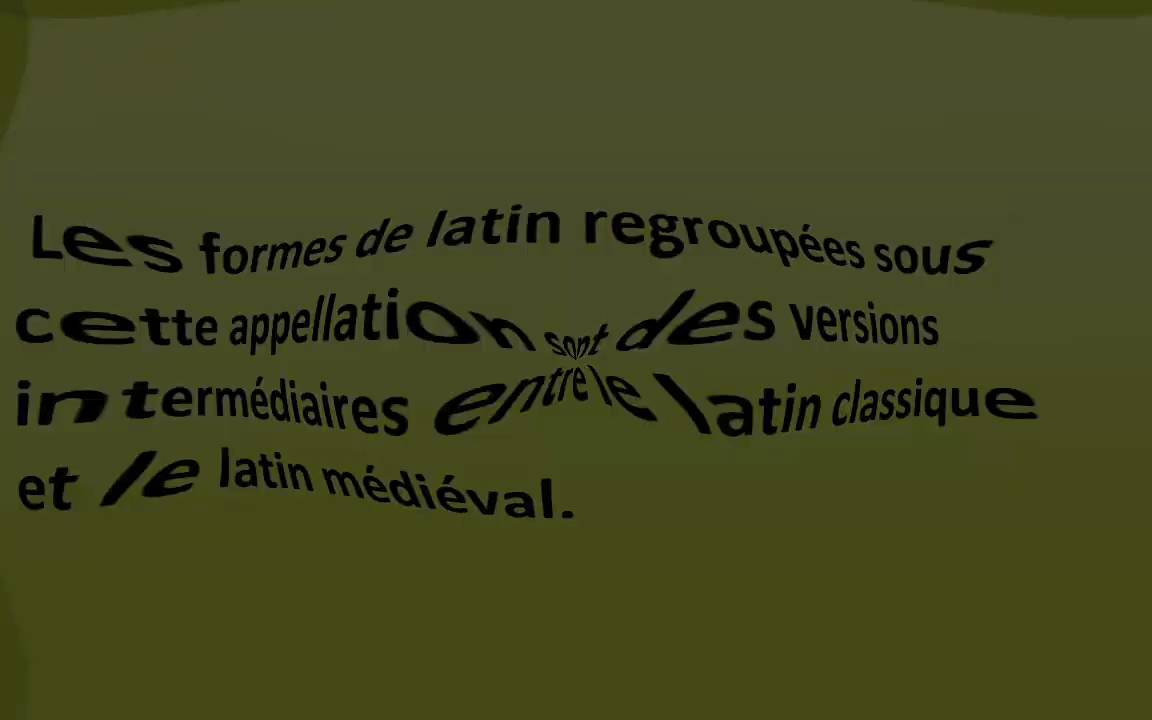 Les formes de latin regroupées sous
cette appellation sont des versions
intermédiaires entre le latin classique
et le latin médiéval.